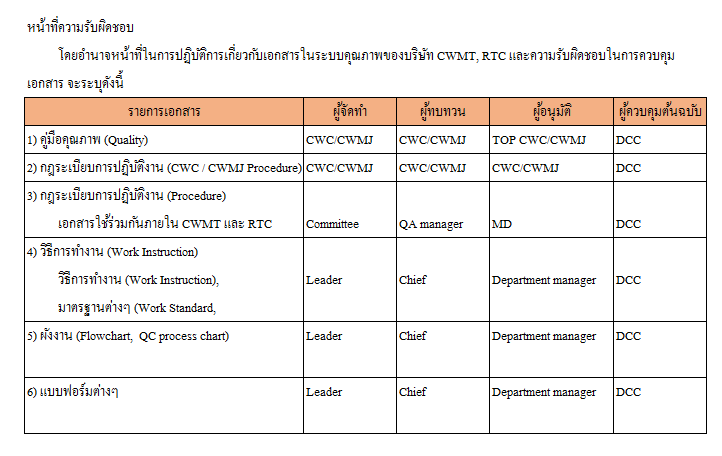 หน้าที่ความรับผิดชอบ
โดยอำนาจหน้าที่ในการปฏิบัติการเกี่ยวกับเอกสารในระบบคุณภาพของบริษัท CWMT, RTC และความรับผิดชอบในการควบคุม
เอกสาร จะระบุดังนี้
รายการเอกสาร ผู้จัดทำ ผู้ทบทวน ผู้อนุมัติ ผู้ควบคุมต้นฉบับ
1) คู่มือคุณภาพ (Quality) CWC/CWMJ CWC/CWMJ TOP CWC/CWMJ DCC
2) กฎระเบียบการปฏิบัติงาน (CWC / CWMJ Procedure) CWC/CWMJ CWC/CWMJ CWC/CWMJ DCC
3) กฎระเบียบการปฏิบัติงาน (Procedure)
เอกสารใช้ร่วมกันภายใน CWMT และ RTC Committee QA manager MD DCC
4) วิธีการทำงาน (Work Instruction)
วิธีการทำงาน (Work Instruction), Leader Chief Department manager DCC
มาตรฐานต่างๆ (Work Standard,
5) ผังงาน (Flowchart, QC process chart) Leader Chief Department manager DCC
6) แบบฟอร์มต่างๆ Leader Chief Department manager DCC